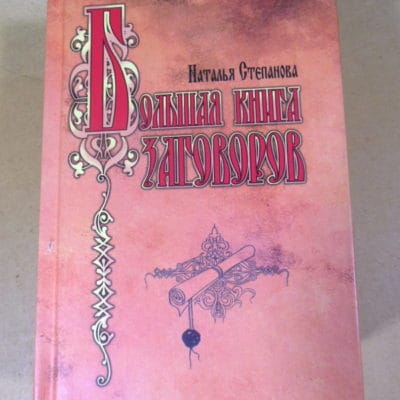 Наталья Степанова
Большая книга
заговоров